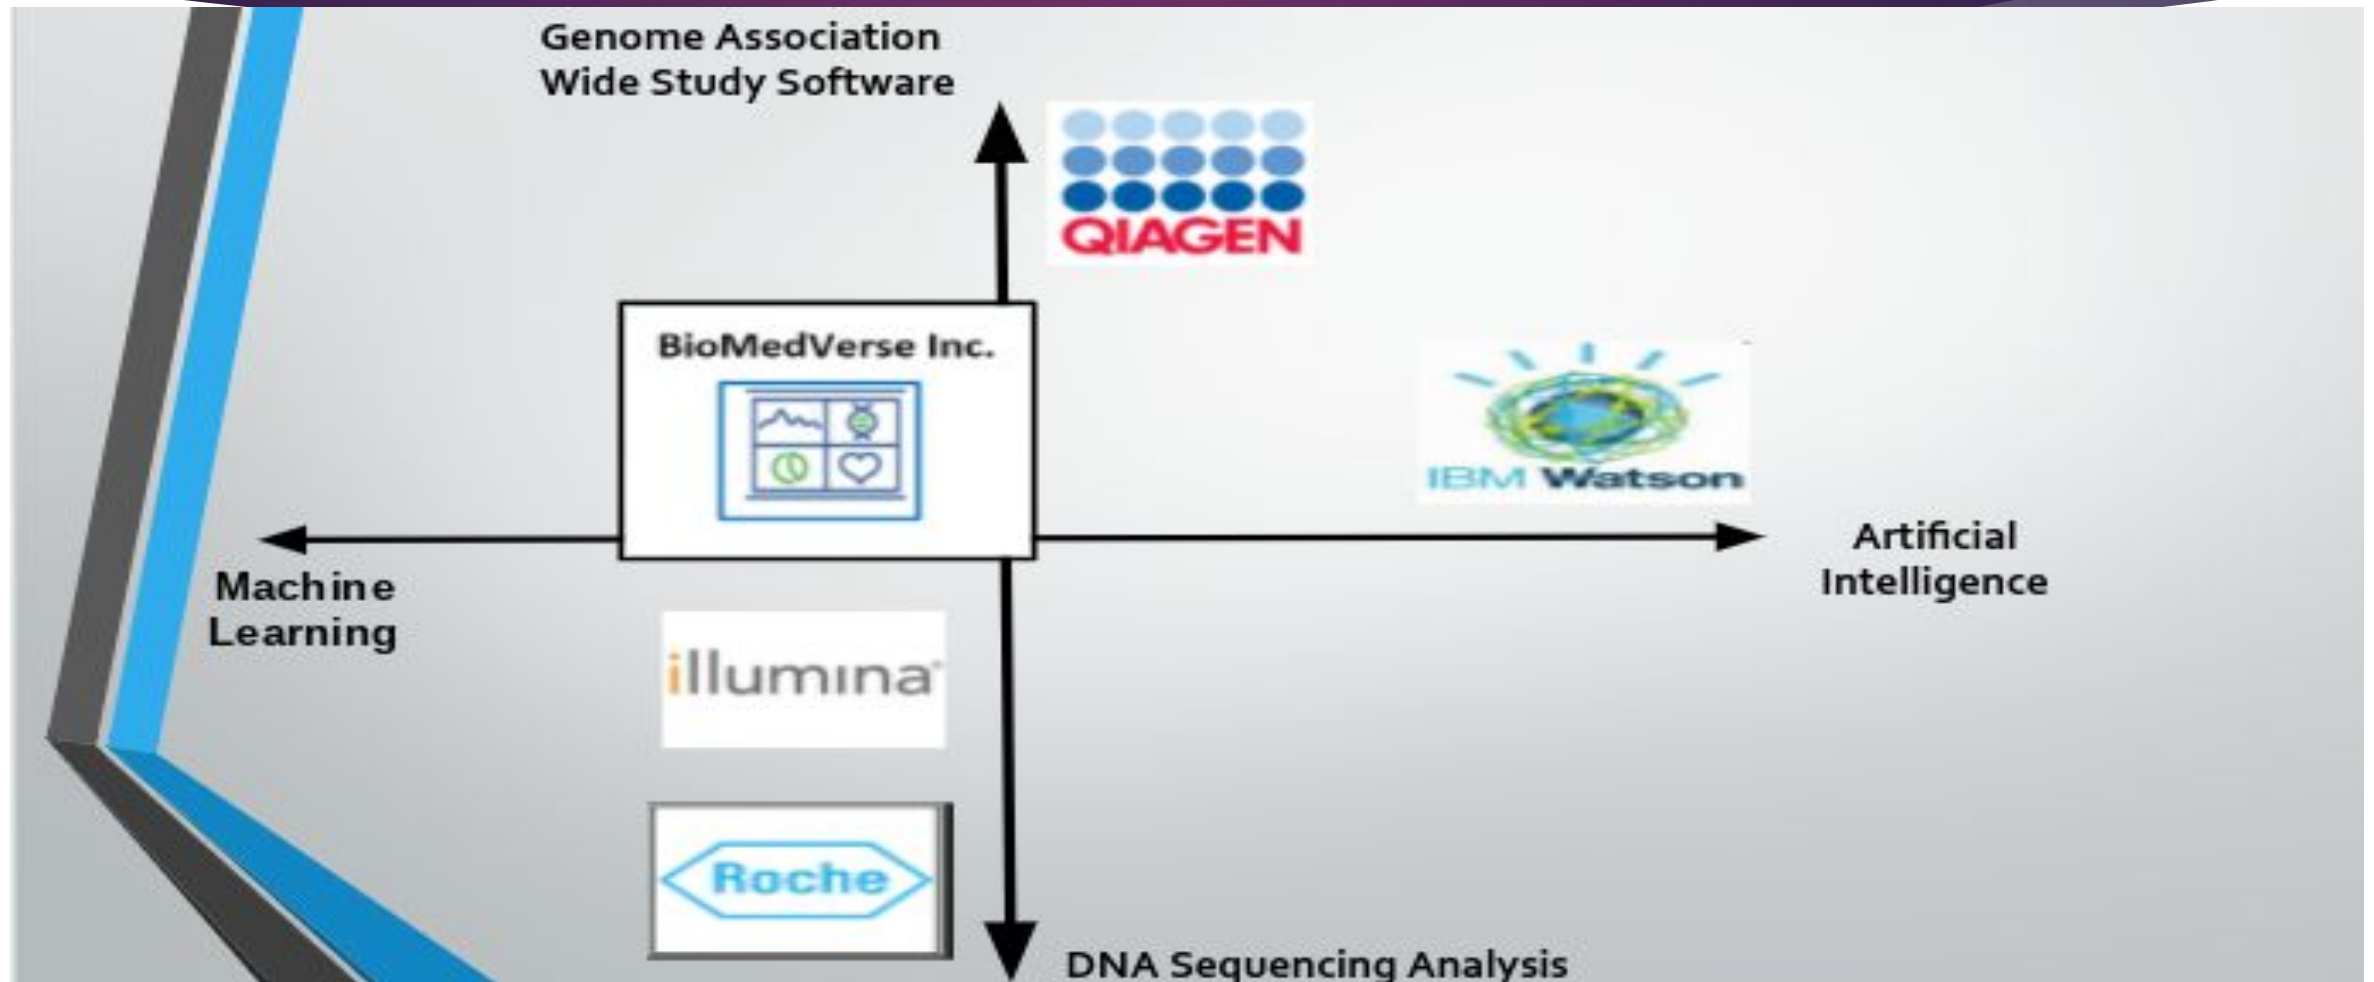 Genome Association
Wide Study Software
QIAGEN
BioMedVerse Inc.
IBM Watson
Artificial
Intelligence
Machine
Learning
illumina
Roche
DNA Sequencing Analysis